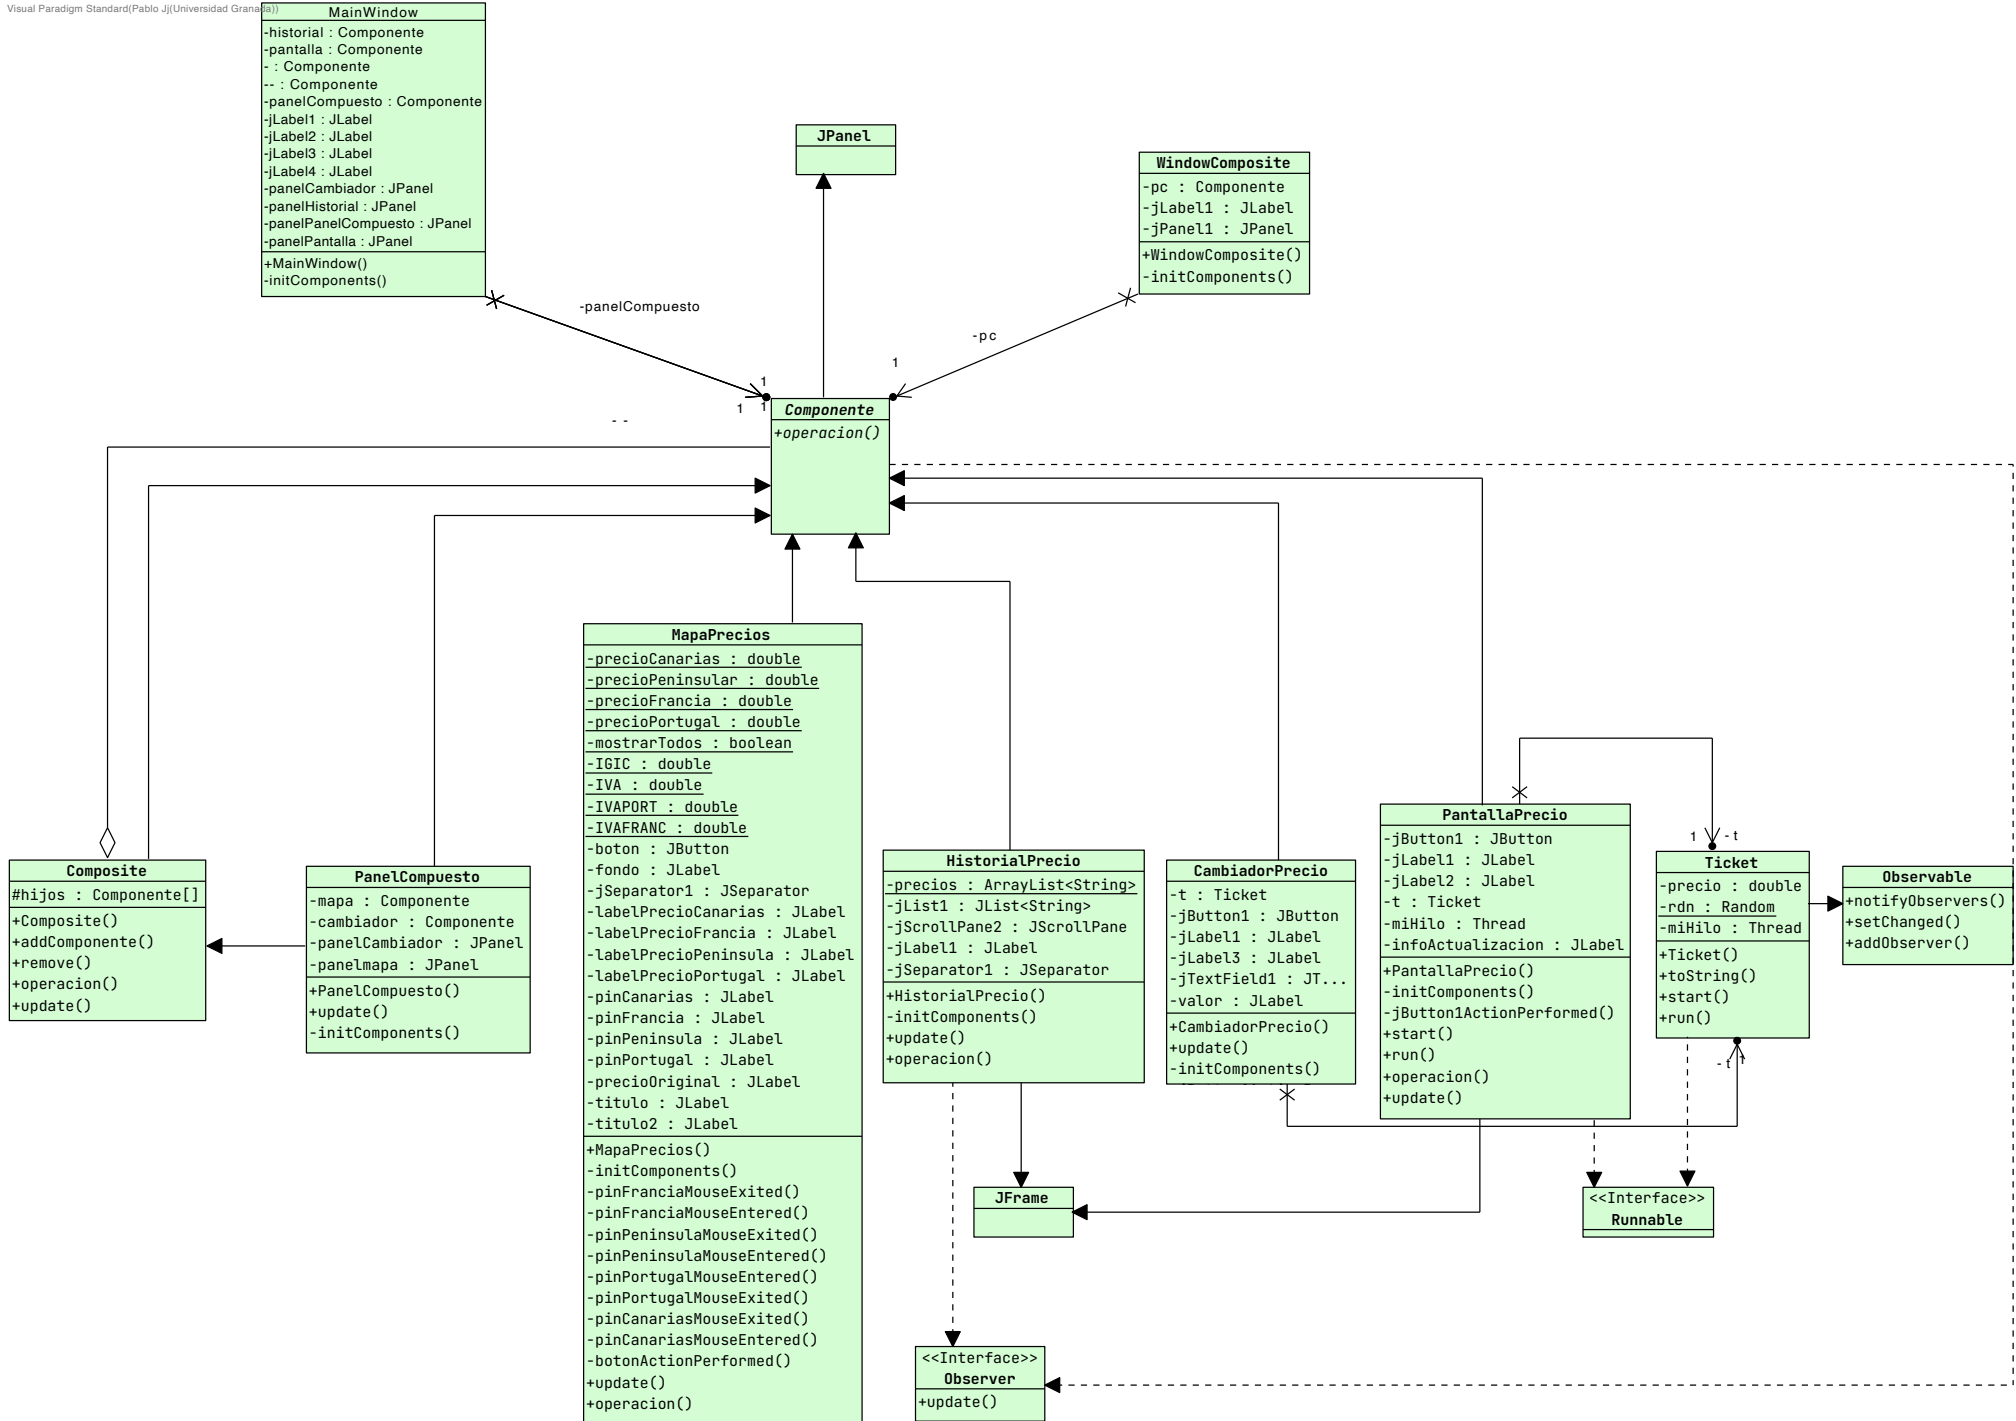 Visual Paradigm Standard(Pablo Jj(Universidad Granada))
MainWindow
-historial : Componente
-pantalla : Componente
- : Componente
-- : Componente
-panelCompuesto : Componente
-jLabel1 : JLabel
-jLabel2 : JLabel
-jLabel3 : JLabel
-jLabel4 : JLabel
-panelCambiador : JPanel
-panelHistorial : JPanel
-panelPanelCompuesto : JPanel
-panelPantalla : JPanel
+MainWindow()
-initComponents()
JPanel
WindowComposite
-pc : Componente
-jLabel1 : JLabel
-jPanel1 : JPanel
+WindowComposite()
-initComponents()
-panelCompuesto
-pc
1
1
1
1
- -
Componente
+operacion()
Composite
#hijos : Componente[]
+Composite()
+addComponente()
+remove()
+operacion()
+update()
PanelCompuesto
-mapa : Componente
-cambiador : Componente
-panelCambiador : JPanel
-panelmapa : JPanel
+PanelCompuesto()
+update()
-initComponents()
MapaPrecios
-precioCanarias : double
-precioPeninsular : double
-precioFrancia : double
-precioPortugal : double
-mostrarTodos : boolean
-IGIC : double
-IVA : double
-IVAPORT : double
-IVAFRANC : double
-boton : JButton
-fondo : JLabel
-jSeparator1 : JSeparator
-labelPrecioCanarias : JLabel
-labelPrecioFrancia : JLabel
-labelPrecioPeninsula : JLabel
-labelPrecioPortugal : JLabel
-pinCanarias : JLabel
-pinFrancia : JLabel
-pinPeninsula : JLabel
-pinPortugal : JLabel
-precioOriginal : JLabel
-titulo : JLabel
-titulo2 : JLabel
+MapaPrecios()
-initComponents()
-pinFranciaMouseExited()
-pinFranciaMouseEntered()
-pinPeninsulaMouseExited()
-pinPeninsulaMouseEntered()
-pinPortugalMouseEntered()
-pinPortugalMouseExited()
-pinCanariasMouseExited()
-pinCanariasMouseEntered()
-botonActionPerformed()
+update()
+operacion()
HistorialPrecio
-precios : ArrayList<String>
-jList1 : JList<String>
-jScrollPane2 : JScrollPane
-jLabel1 : JLabel
-jSeparator1 : JSeparator
+HistorialPrecio()
-initComponents()
+update()
+operacion()
CambiadorPrecio
-t : Ticket
-jButton1 : JButton
-jLabel1 : JLabel
-jLabel3 : JLabel
-jTextField1 : JT...
-valor : JLabel
+CambiadorPrecio()
+update()
-initComponents()
PantallaPrecio
-jButton1 : JButton
-jLabel1 : JLabel
-jLabel2 : JLabel
-t : Ticket
-miHilo : Thread
-infoActualizacion : JLabel
+PantallaPrecio()
-initComponents()
-jButton1ActionPerformed()
+start()
+run()
+operacion()
+update()
1
-t
Ticket
-precio : double
-rdn : Random
-miHilo : Thread
+Ticket()
+toString()
+start()
+run()
-t
1
Observable
+notifyObservers()
+setChanged()
+addObserver()
JFrame
<<Interface>>
Runnable
<<Interface>>
Observer
+update()